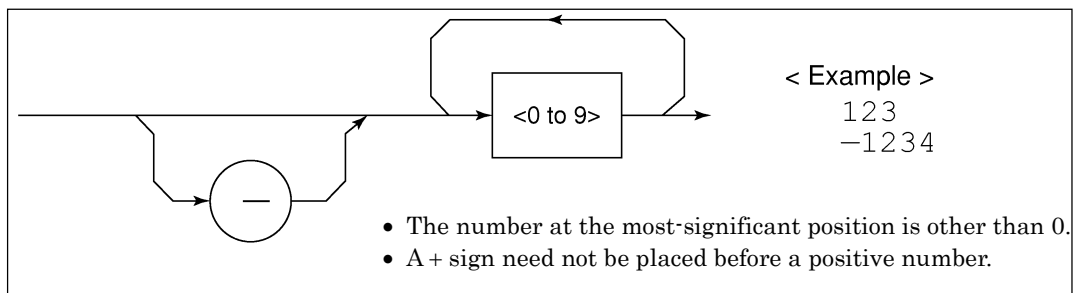 <0 to 9>
< Example >
123
−1234
−
• The number at the most-significant position is other than 0.
• A + sign need not be placed before a positive number.